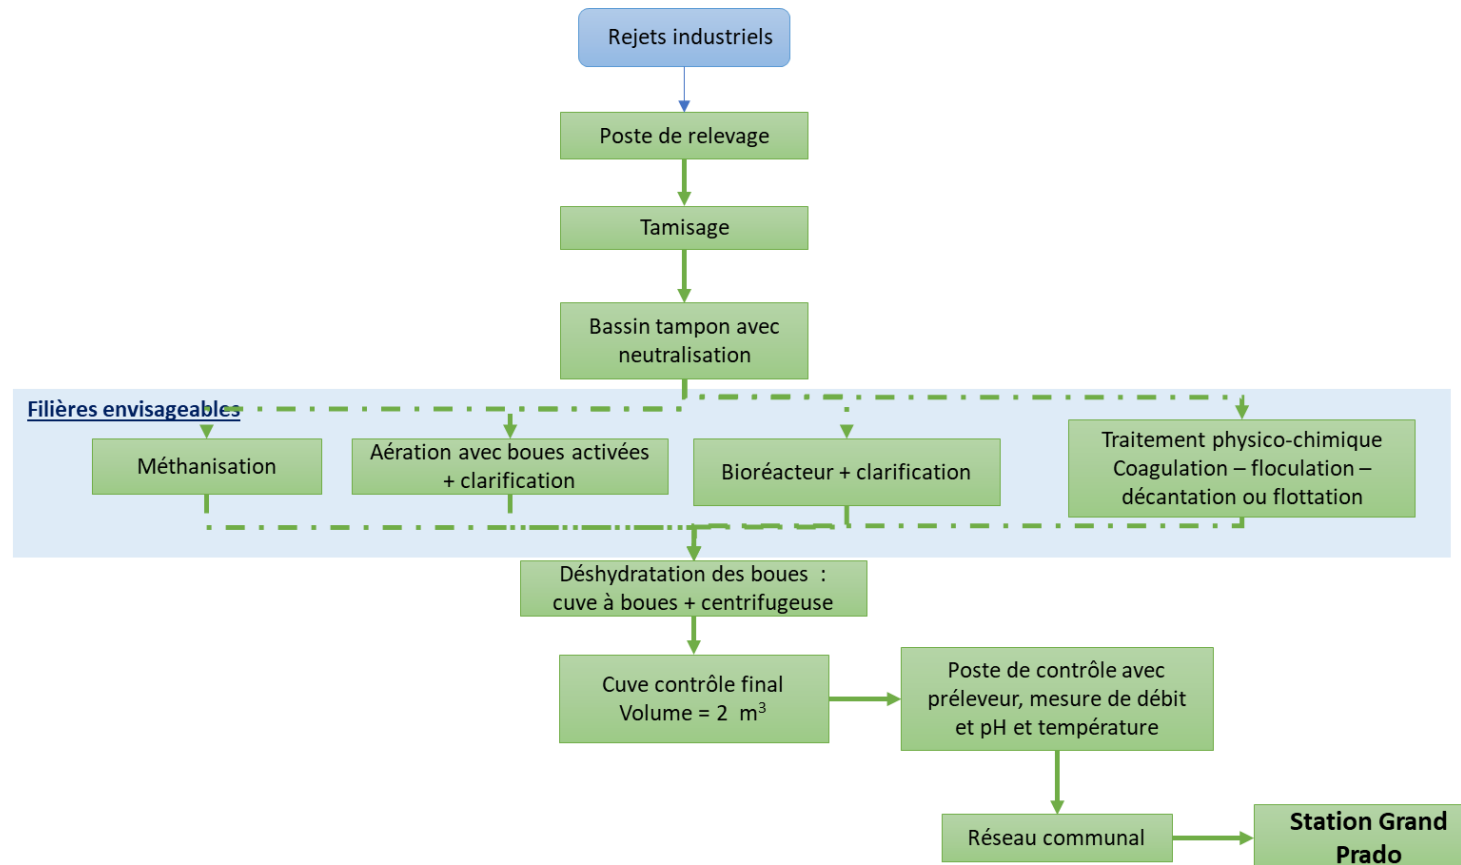 Rejets industriels
Poste de relevage
Tamisage
Bassin tampon avec
neutralisation
Filières envisageables
Méthanisation
Aération avec boues activées
+ clarification
Bioréacteur + clarification
Traitement physico-chimique
Coagulation – floculation –
décantation ou flottation
Déshydratation des boues :
cuve à boues + centrifugeuse
Cuve contrôle final
Volume = 2 m³
Poste de contrôle avec
préleveur, mesure de débit
et pH et température
Réseau communal
Station Grand
Prado